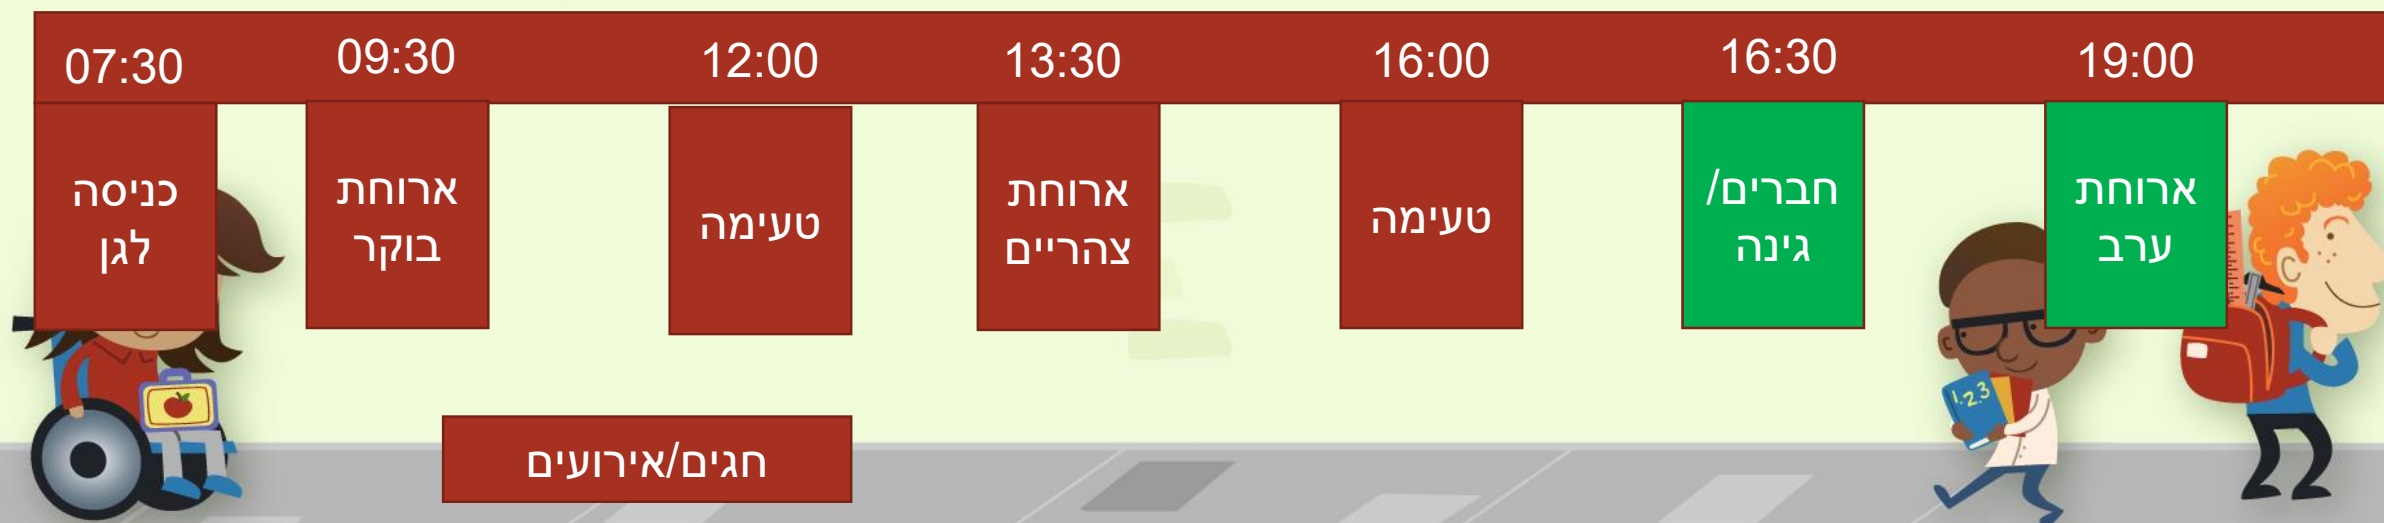 07:30
09:30
12:00
13:30
16:00
16:30
19:00
כניסה
לגן
ארוחת
בוקר
טעימה
ארוחת
צהריים
טעימה
חברים/
גינה
ארוחת
ערב
חגים/אירועים
1.2.3